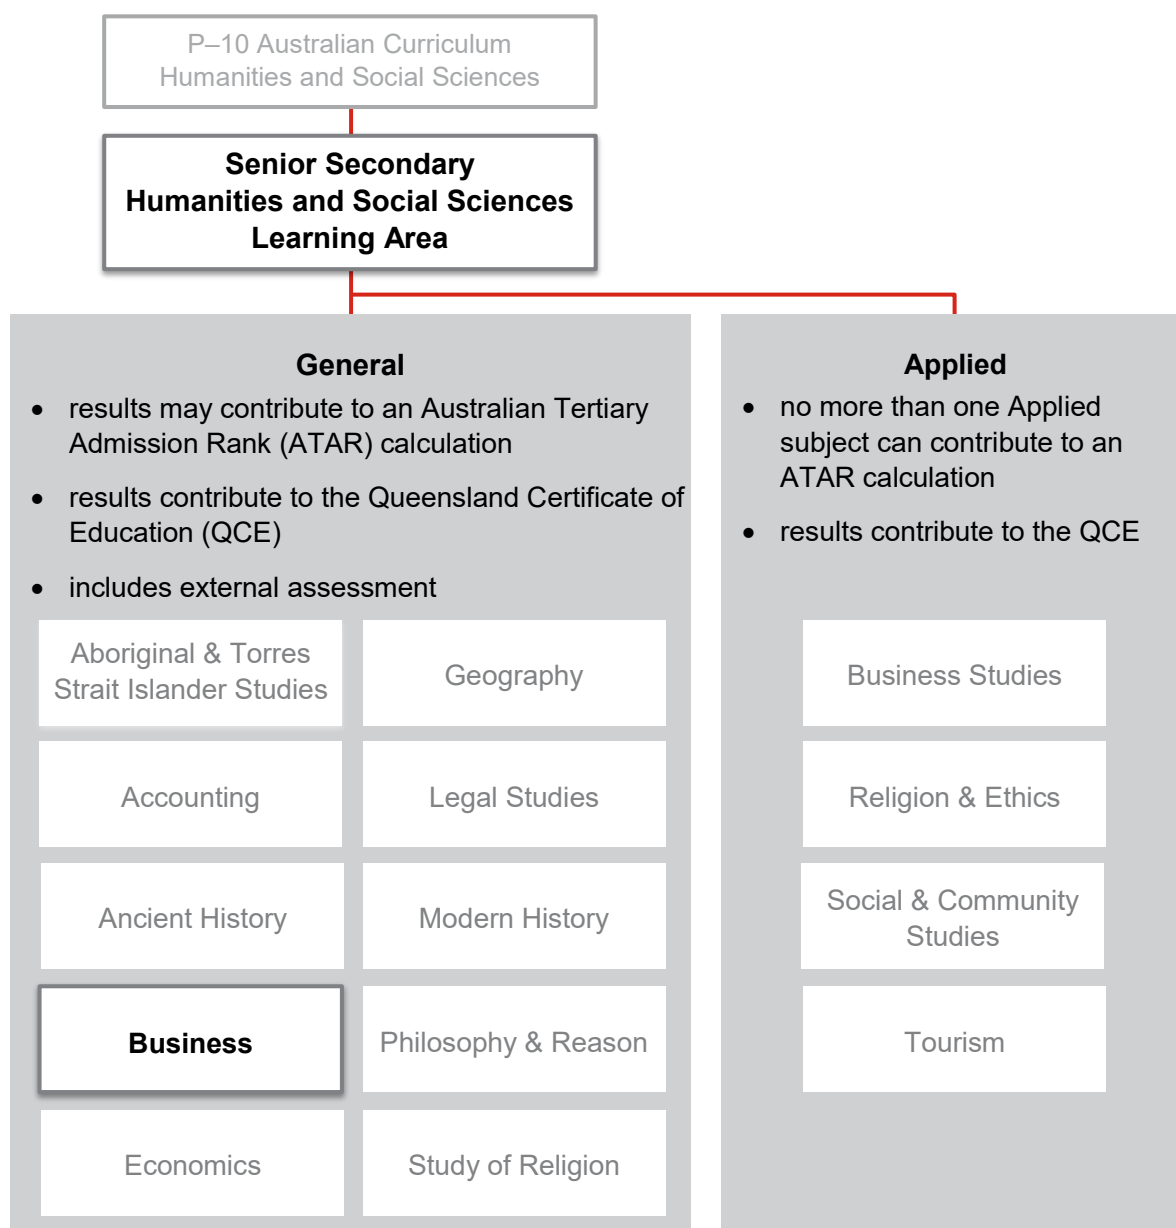 P–10 Australian Curriculum
Humanities and Social Sciences
Senior Secondary
Humanities and Social Sciences
Learning Area
General
• results may contribute to an Australian Tertiary
Admission Rank (ATAR) calculation
• results contribute to the Queensland Certificate of
Education (QCE)
• includes external assessment
Aboriginal & Torres
Strait Islander Studies
Geography
Accounting
Legal Studies
Ancient History
Modern History
Business
Philosophy & Reason
Economics
Study of Religion
Applied
• no more than one Applied
subject can contribute to an
ATAR calculation
• results contribute to the QCE
Business Studies
Religion & Ethics
Social & Community
Studies
Tourism